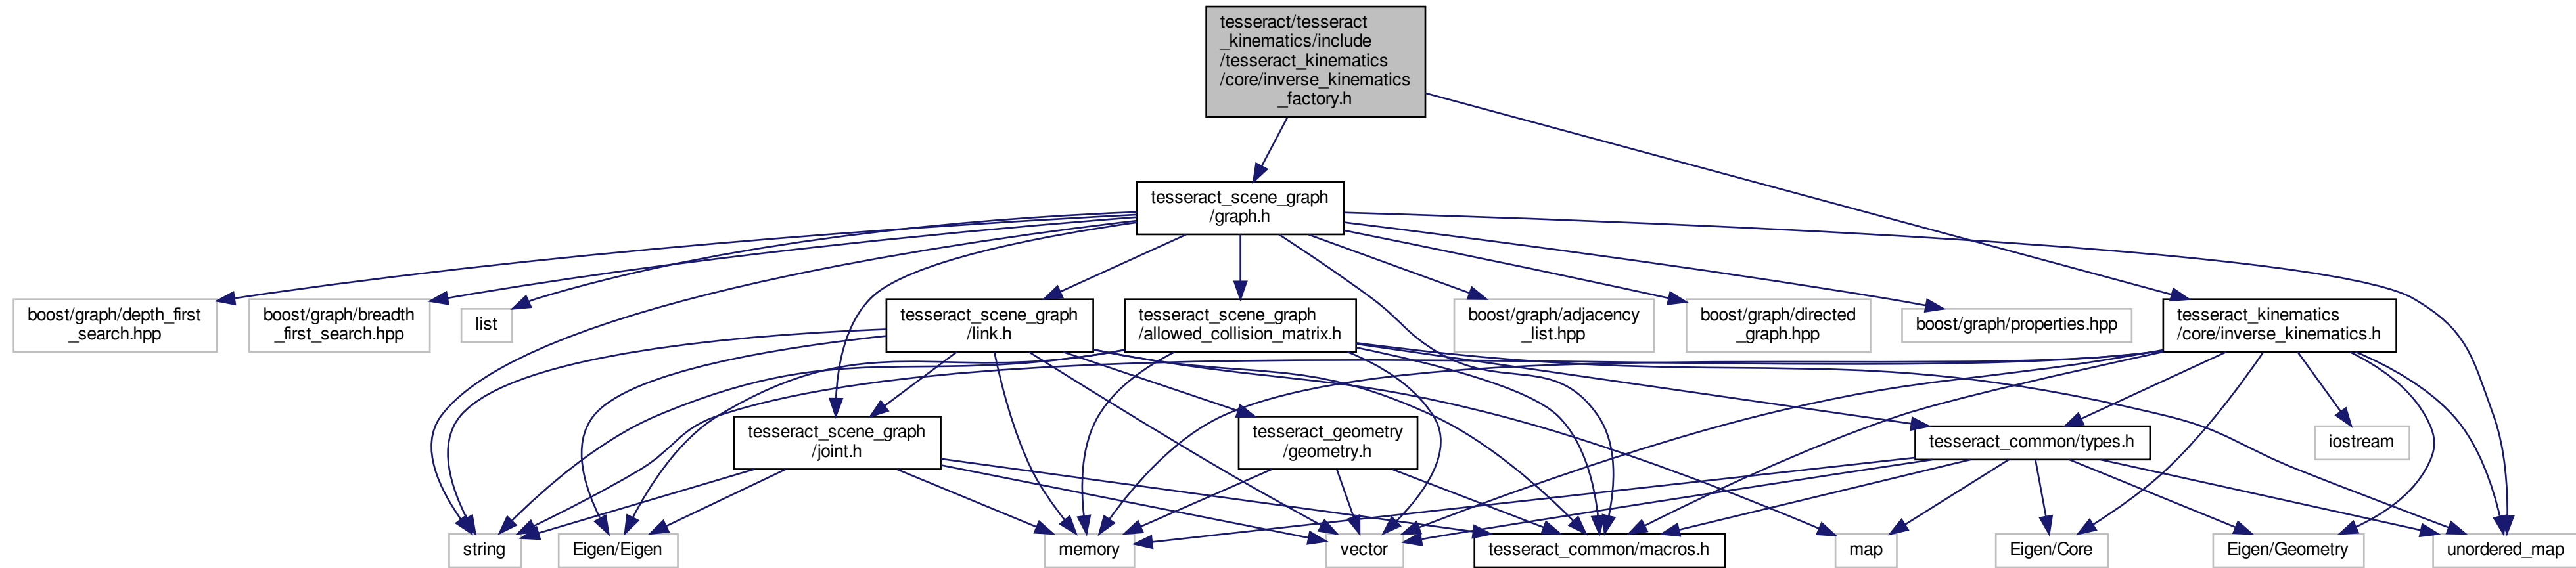 tesseract/tesseract
_kinematics/include
/tesseract_kinematics
/core/inverse_kinematics
_factory.h
tesseract_scene_graph
/graph.h
boost/graph/depth_first
_search.hpp
boost/graph/breadth
_first_search.hpp
list
tesseract_scene_graph
/link.h
tesseract_scene_graph
/allowed_collision_matrix.h
boost/graph/adjacency
_list.hpp
boost/graph/directed
_graph.hpp
boost/graph/properties.hpp
tesseract_kinematics
/core/inverse_kinematics.h
tesseract_scene_graph
/joint.h
tesseract_geometry
/geometry.h
tesseract_common/types.h
iostream
string
Eigen/Eigen
memory
vector
tesseract_common/macros.h
map
Eigen/Core
Eigen/Geometry
unordered_map